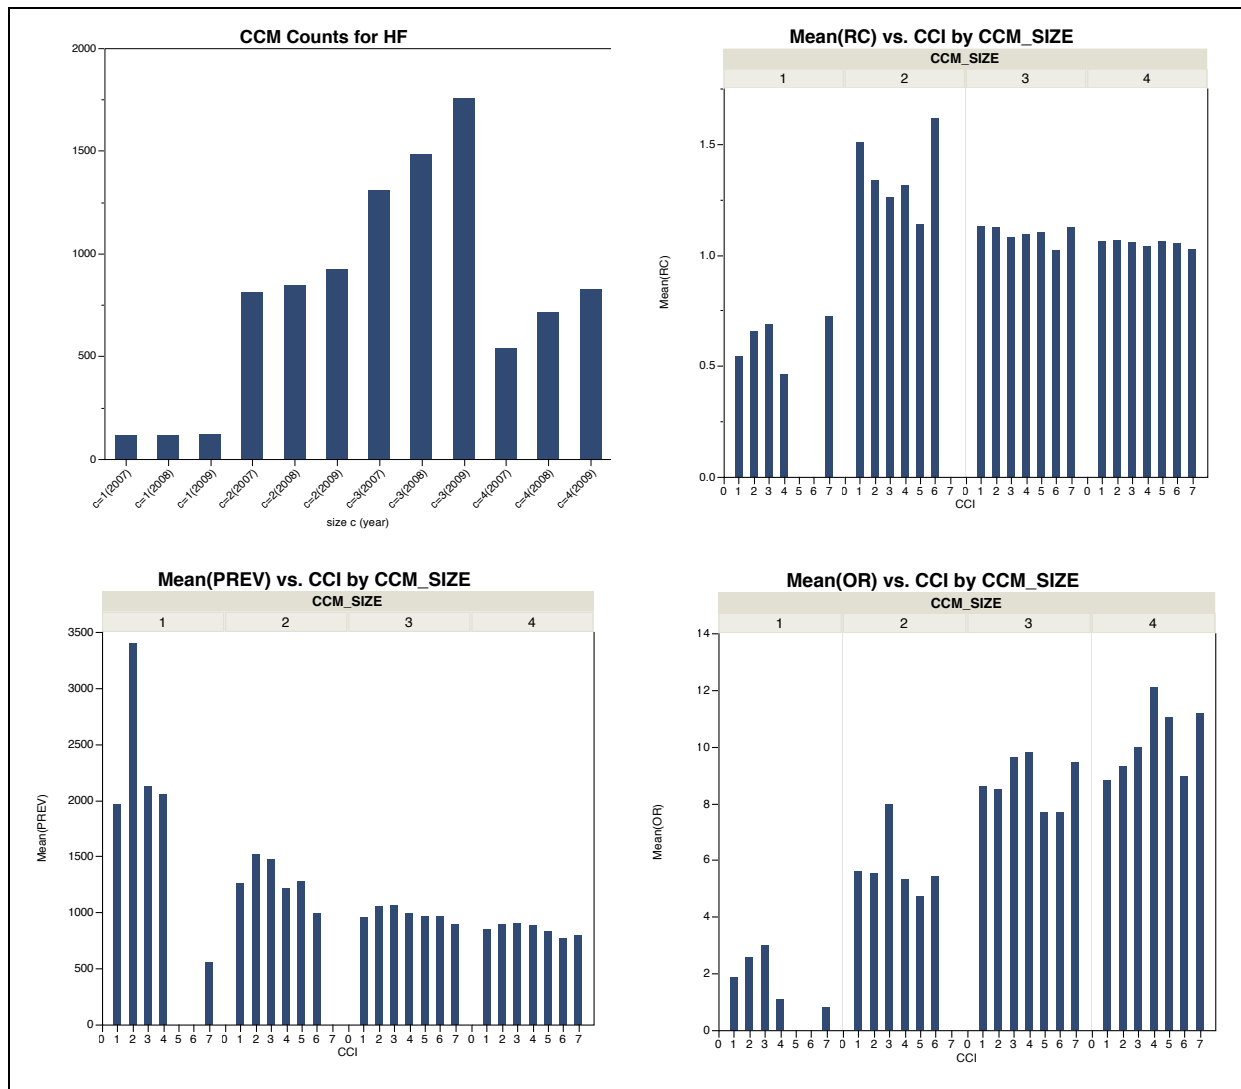 CCM Counts for HF
2000
1500
1000
500
0
c=1(2007) c=1(2008) c=1(2009) c=2(2007) c=2(2008) c=2(2009) c=3(2007) c=3(2008) c=3(2009) c=4(2007) c=4(2008) c=4(2009)
size c (year)
Mean(RC) vs. CCI by CCM_SIZE
CCM_SIZE
1 2 3 4
Mean(RC)
1.5
1.0
0.5
0.0
0 1 2 3 4 5 6 7 0 1 2 3 4 5 6 7 0 1 2 3 4 5 6 7 0 1 2 3 4 5 6 7
CCI
Mean(PREV) vs. CCI by CCM_SIZE
CCM_SIZE
1 2 3 4
Mean(PREV)
3500
3000
2500
2000
1500
1000
500
0
0 1 2 3 4 5 6 7 0 1 2 3 4 5 6 7 0 1 2 3 4 5 6 7 0 1 2 3 4 5 6 7
CCI
Mean(OR) vs. CCI by CCM_SIZE
CCM_SIZE
1 2 3 4
Mean(OR)
14
12
10
8
6
4
2
0
0 1 2 3 4 5 6 7 0 1 2 3 4 5 6 7 0 1 2 3 4 5 6 7 0 1 2 3 4 5 6 7
CCI